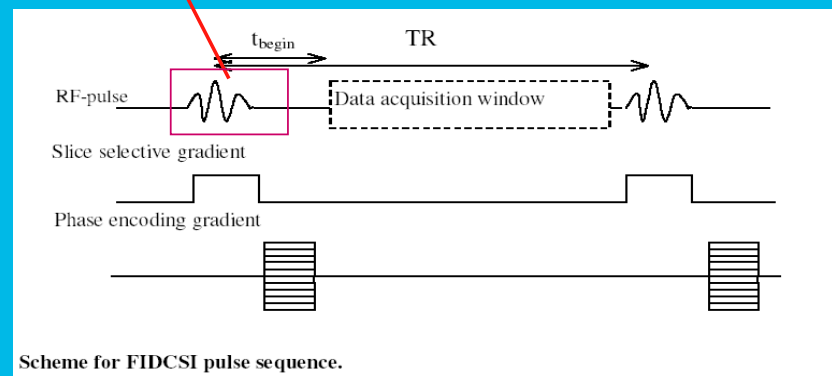 t_begin
TR
RF-pulse
Data acquisition window
Slice selective gradient
Phase encoding gradient
Scheme for FIDCSI pulse sequence.